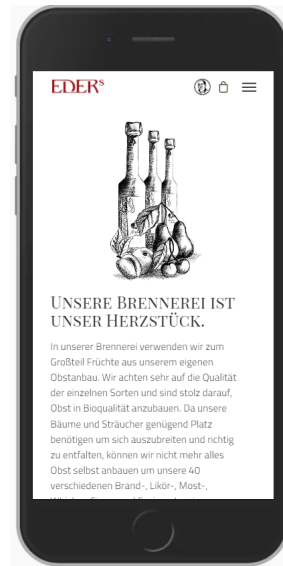 EDERs
UNSERE BRENNEREI IST
UNSER HERZSTÜCK.
In unserer Brennerei verwenden wir zum
Großteil Früchte aus unserem eigenen
Obstanbau. Wir achten sehr auf die Qualität
der einzelnen Sorten und sind stolz darauf,
Obst in Bioqualität anzubauen. Da unsere
Bäume und Sträucher genügend Platz
benötigen um sich auszubreiten und richtig
zu entfalten, können wir nicht mehr alles
Obst selbst anbauen um unsere 40
verschiedenen Brand-, Likör-, Most-,